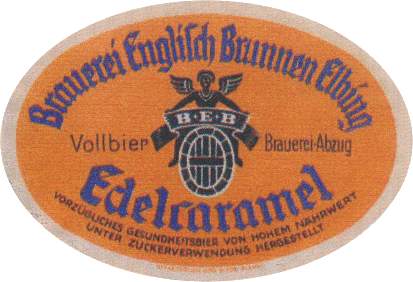 Brauerei Englisch Brunnen Elbing
B·E·B
Vollbier Brauerei-Abzug
Edelcaramel
VORZÜGLICHES GESUNDHEITSBIER VON HOHEM NÄHRWERT
UNTER ZUCKERVERWENDUNG HERGESTELLT